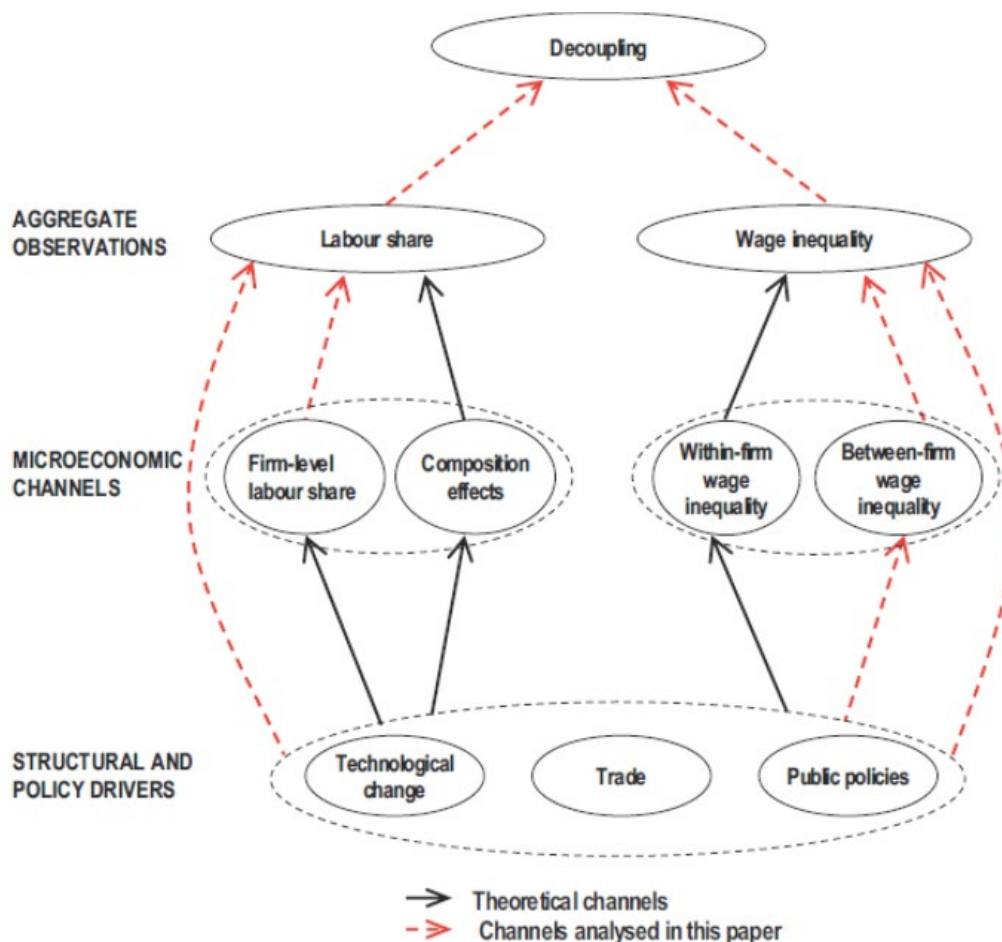 Decoupling
AGGREGATE
OBSERVATIONS
Labour share
Wage inequality
MICROECONOMIC
CHANNELS
Firm-level
labour share
Composition
effects
Within-firm
wage
inequality
Between-firm
wage
inequality
STRUCTURAL AND
POLICY DRIVERS
Technological
change
Trade
Public policies
Theoretical channels
Channels analysed in this paper